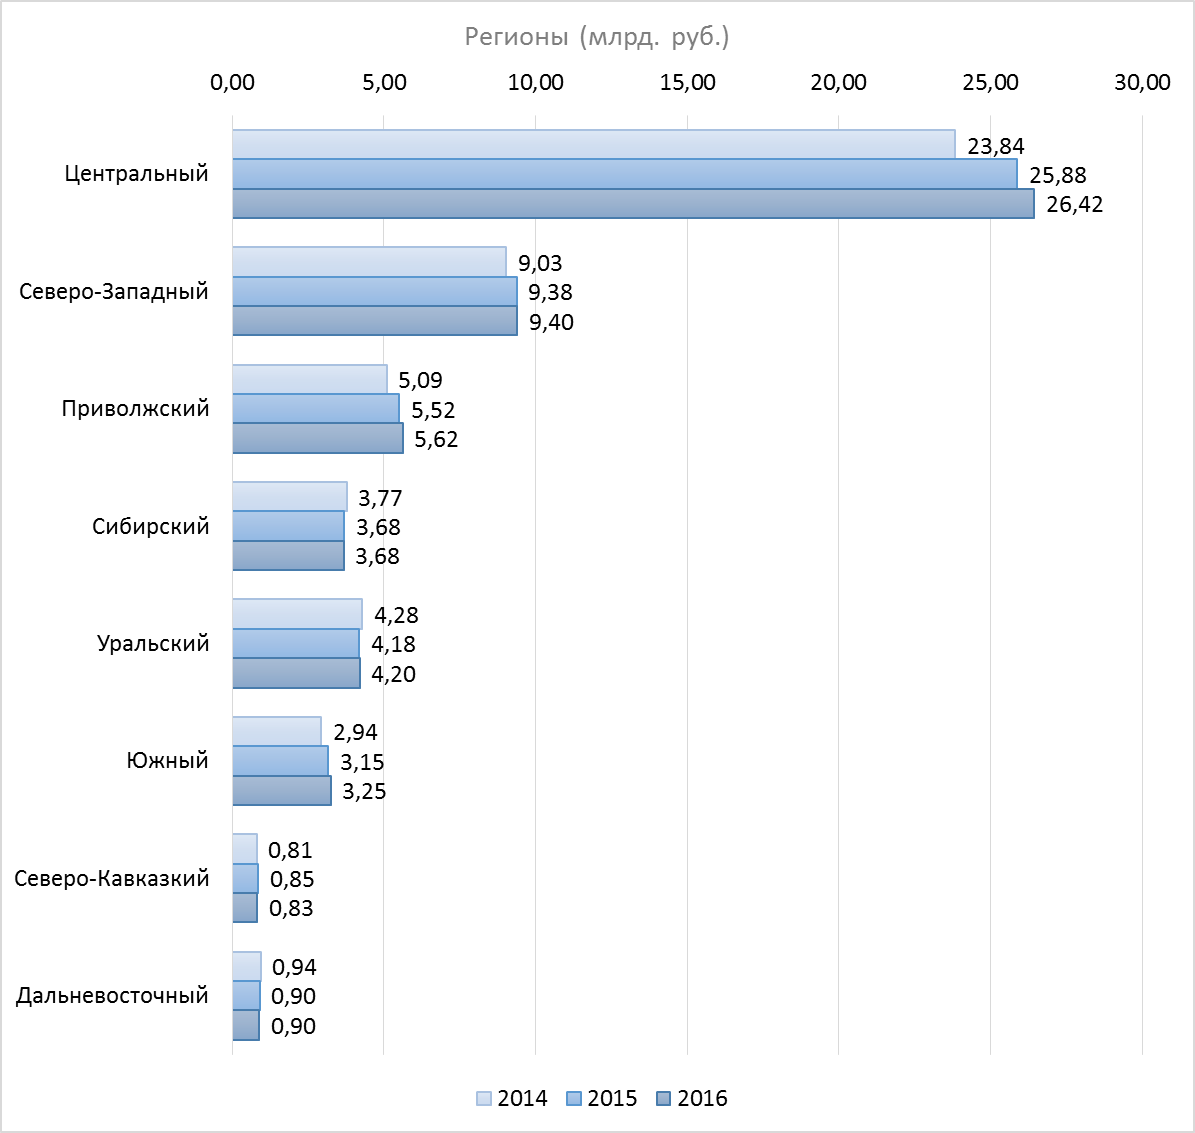 Регионы (млрд. руб.)
0,00 5,00 10,00 15,00 20,00 25,00 30,00
Центральный
23,84
25,88
26,42
Северо-Западный
9,03
9,38
9,40
Приволжский
5,09
5,52
5,62
Сибирский
3,77
3,68
3,68
Уральский
4,28
4,18
4,20
Южный
2,94
3,15
3,25
Северо-Кавказкий
0,81
0,85
0,83
Дальневосточный
0,94
0,90
0,90
2014 2015 2016